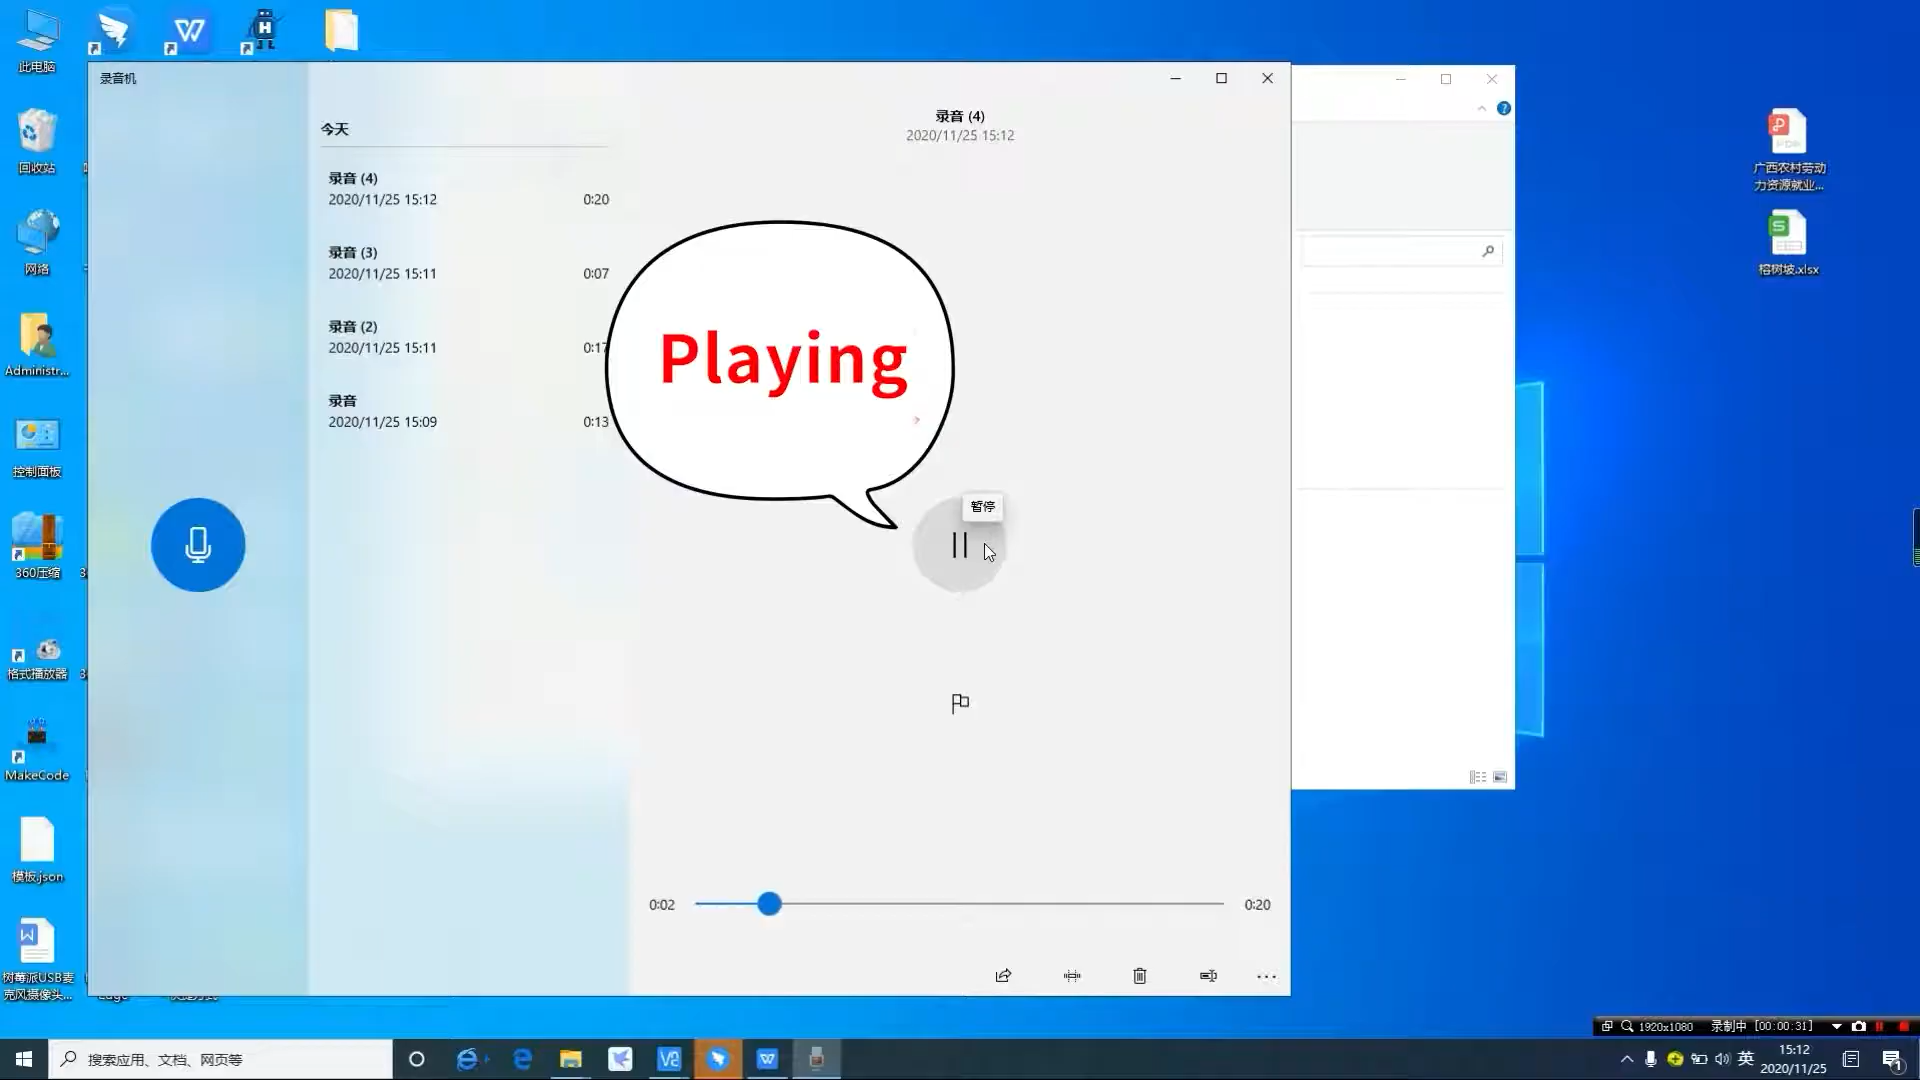 此电脑
录音机
今天
录音 (4)
2020/11/25 15:12
0:20
录音 (3)
2020/11/25 15:11
0:07
录音 (2)
2020/11/25 15:11
0:17
录音
2020/11/25 15:09
0:13
录音 (4)
2020/11/25 15:12
Playing
暂停
0:02
0:20
回收站
网络
Administr...
控制面板
360压缩
格式播放器
MakeCode
模板.json
树莓派USB麦
克风摄像头...
Edge
广西农村劳动
力资源就业...
榕树坡.xlsx
1920x1080 录制中 [00:00:31]
搜索应用、文档、网页等
英
15:12
2020/11/25